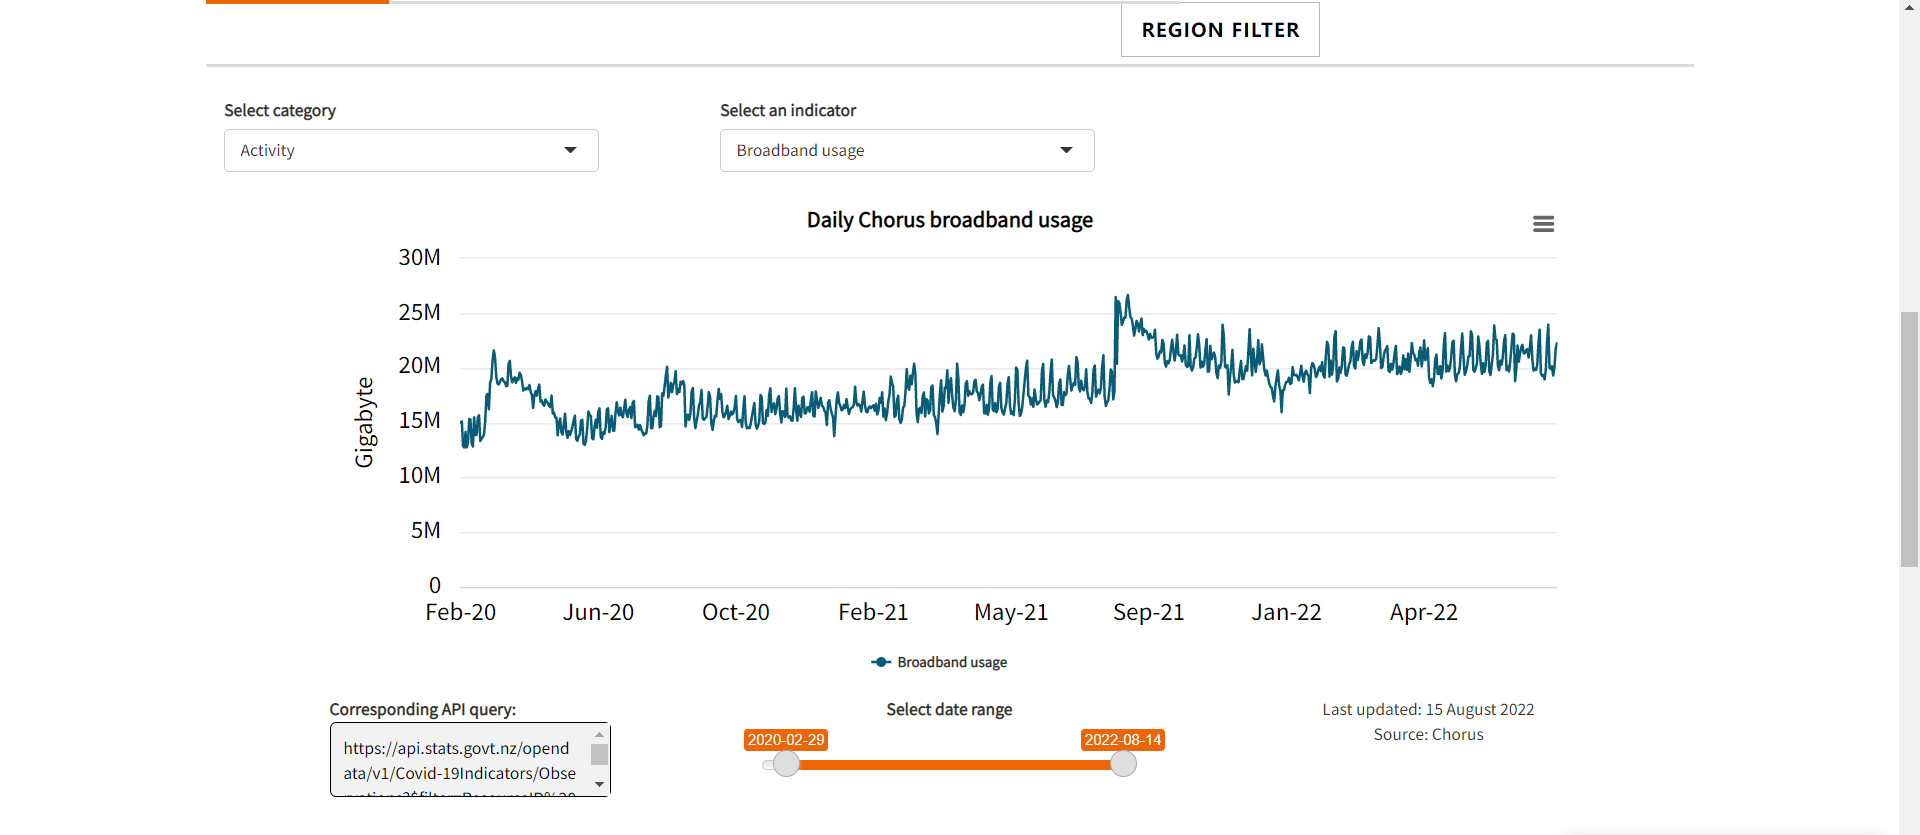 REGION FILTER
Select category
Select an indicator
Activity
Broadband usage
Daily Chorus broadband usage
Gigabyte
30M
25M
20M
15M
10M
5M
0
Feb-20 Jun-20 Oct-20 Feb-21 May-21 Sep-21 Jan-22 Apr-22
Broadband usage
Corresponding API query:
https://api.stats.govt.nz/opend
ata/v1/Covid-19Indicators/Obse
Select date range
2020-02-29 2022-08-14
Last updated: 15 August 2022
Source: Chorus